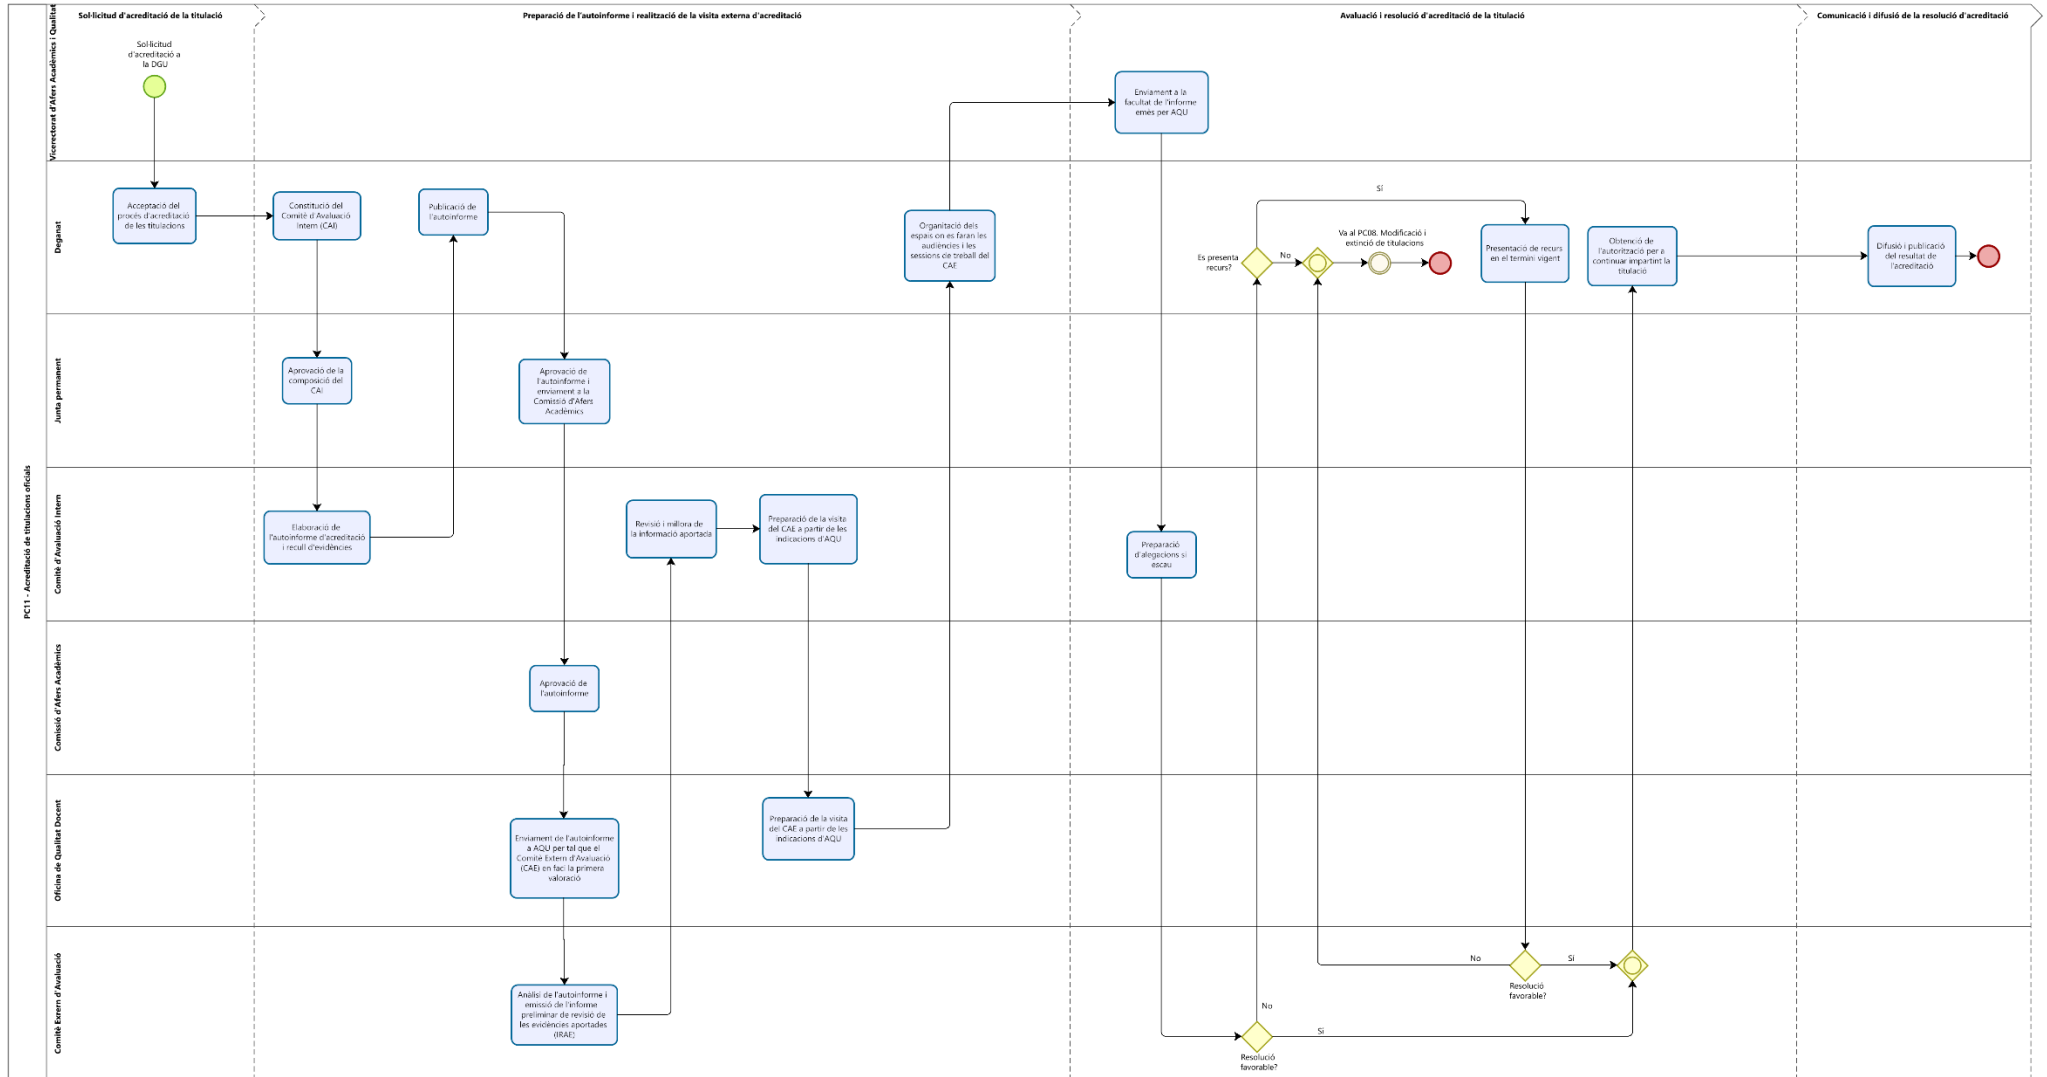 Sol·licitud d'acreditació de la titulació
Preparació de l'autoinforme i realització de la visita externa d'acreditació
Avaluació i resolució d'acreditació de la titulació
Comunicació i difusió de la resolució d'acreditació
PC11 - Acreditació de titulacions oficials
Vicerectorat d'Afers Acadèmics i Qualitat
Sol·licitud
d'acreditació a
la DGU
Enviament a la
facultat de l'informe
emès per AQU
Deganat
Acceptació del
procés d'acreditació
de les titulacions
Constitució del
Comitè d'Avaluació
Intern (CAI)
Publicació de
l'autoinforme
Organització dels
espais on es faran les
audiències i les
sessions de treball del
CAE
Es presenta
recurs?
Sí
No
Va al PC08. Modificació i
extinció de titulacions
Presentació de recurs
en el termini vigent
Obtenció de
l'autorització per a
continuar impartint la
titulació
Difusió i publicació
del resultat de
l'acreditació
Junta permanent
Aprovació de la
composició del
CAI
Aprovació de
l'autoinforme i
enviament a la
Comissió d'Afers
Acadèmics
Comitè d'Avaluació Intern
Elaboració de
l'autoinforme d'acreditació
i recull d'evidències
Revisió i millora de
la informació aportada
Preparació de la visita
del CAE a partir de les
indicacions d'AQU
Preparació
d'alegacions si
escau
Comissió d'Afers Acadèmics
Aprovació de
l'autoinforme
Oficina de Qualitat Docent
Enviament de l'autoinforme
a AQU per tal que el
Comitè Extern d'Avaluació
(CAE) en faci la primera
valoració
Preparació de la visita
del CAE a partir de les
indicacions d'AQU
Comitè Exrern d'Avaluació
Anàlisi de l'autoinforme i
emissió de l'informe
preliminar de revisió de
les evidències aportades
(IRAE)
No
Sí
Resolució
favorable?
No
Si
Resolució
favorable?